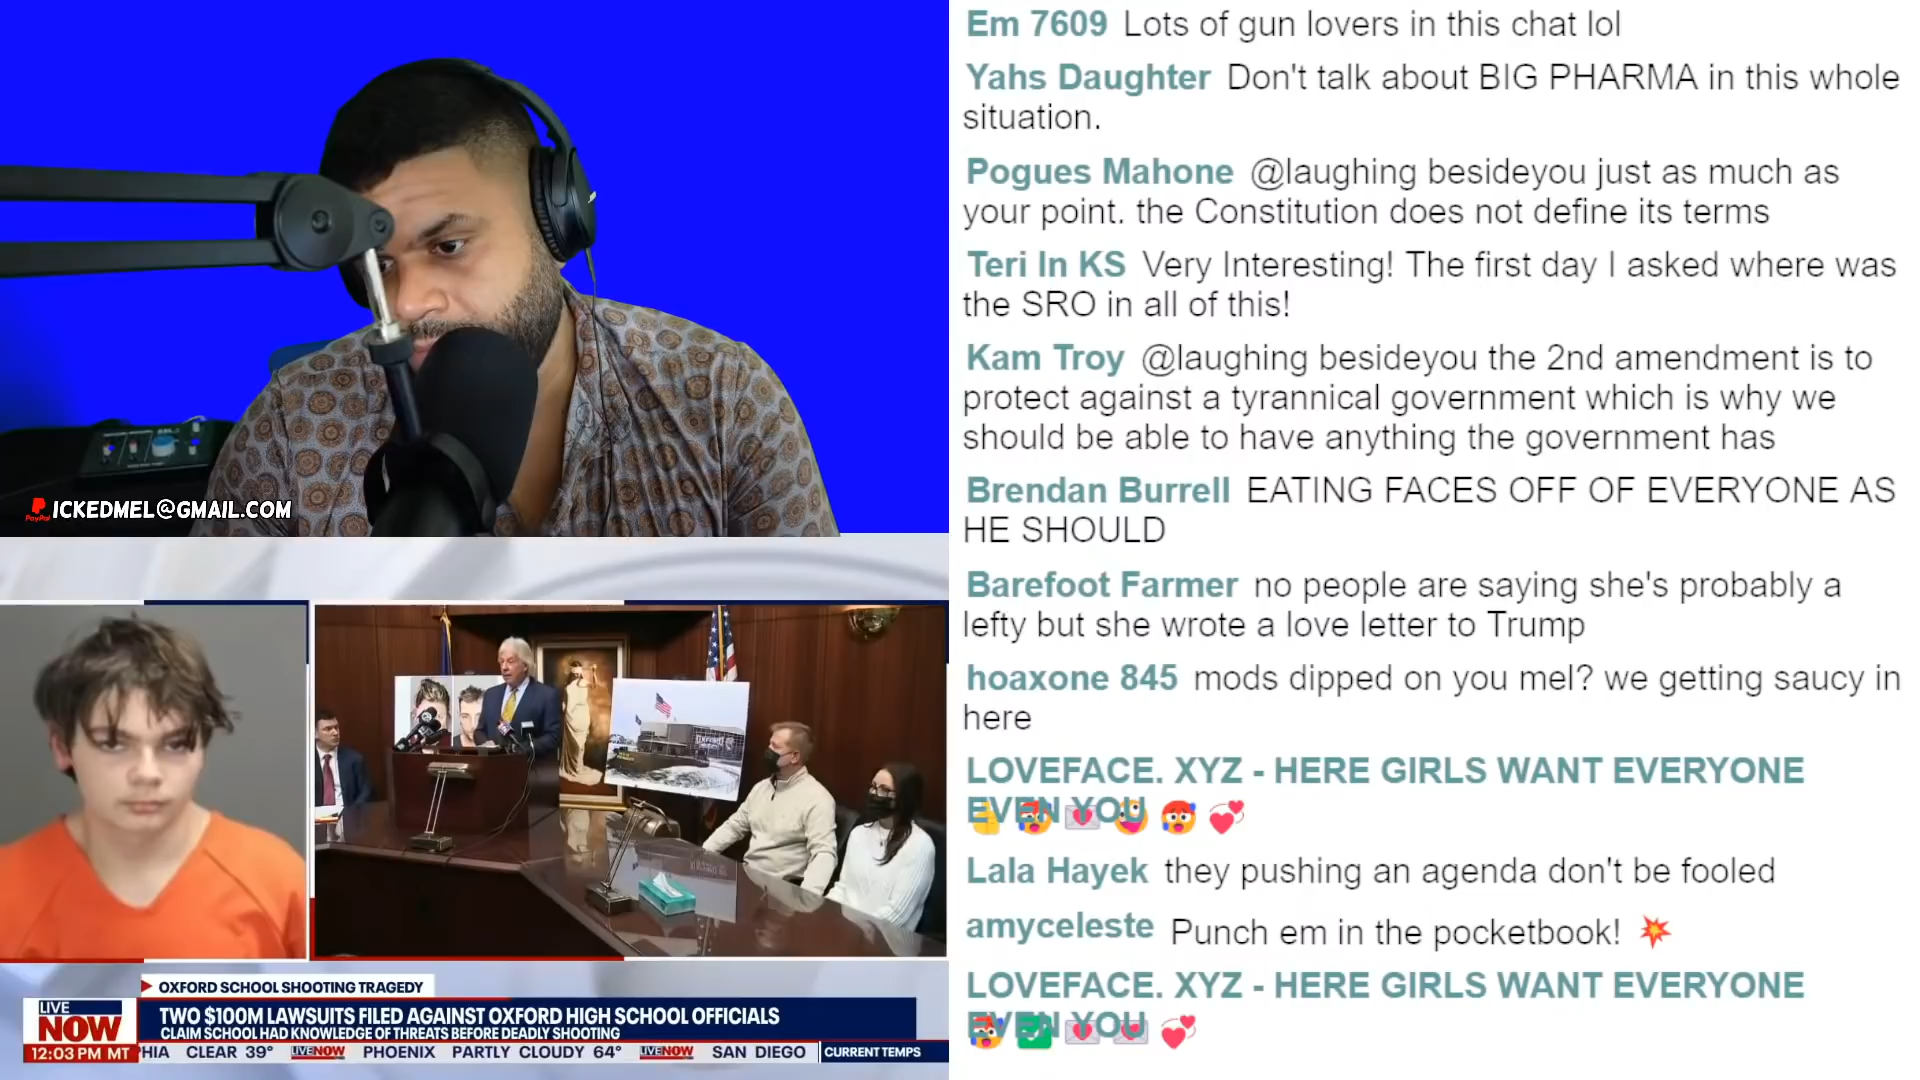 Em 7609 Lots of gun lovers in this chat lol
Yahs Daughter Don't talk about BIG PHARMA in this whole
situation.
Pogues Mahone @laughing besideyou just as much as
your point. the Constitution does not define its terms
Teri In KS Very Interesting! The first day I asked where was
the SRO in all of this!
Kam Troy @laughing besideyou the 2nd amendment is to
protect against a tyrannical government which is why we
should be able to have anything the government has
Brendan Burrell EATING FACES OFF OF EVERYONE AS
HE SHOULD
Barefoot Farmer no people are saying she's probably a
lefty but she wrote a love letter to Trump
hoaxone 845 mods dipped on you mel? we getting saucy in
here
LOVEFACE. XYZ - HERE GIRLS WANT EVERYONE
EVEN YOU
Lala Hayek they pushing an agenda don't be fooled
amyceleste Punch em in the pocketbook!
LOVEFACE. XYZ - HERE GIRLS WANT EVERYONE
EVEN YOU
PayPal ICKEDMEL@GMAIL.COM
OXFORD SCHOOL SHOOTING TRAGEDY
LIVE
NOW
TWO $100M LAWSUITS FILED AGAINST OXFORD HIGH SCHOOL OFFICIALS
CLAIM SCHOOL HAD KNOWLEDGE OF THREATS BEFORE DEADLY SHOOTING
12:03 PM MT PHIA CLEAR 39° LIVENOW PHOENIX PARTLY CLOUDY 64° LIVENOW SAN DIEGO CURRENT TEMPS